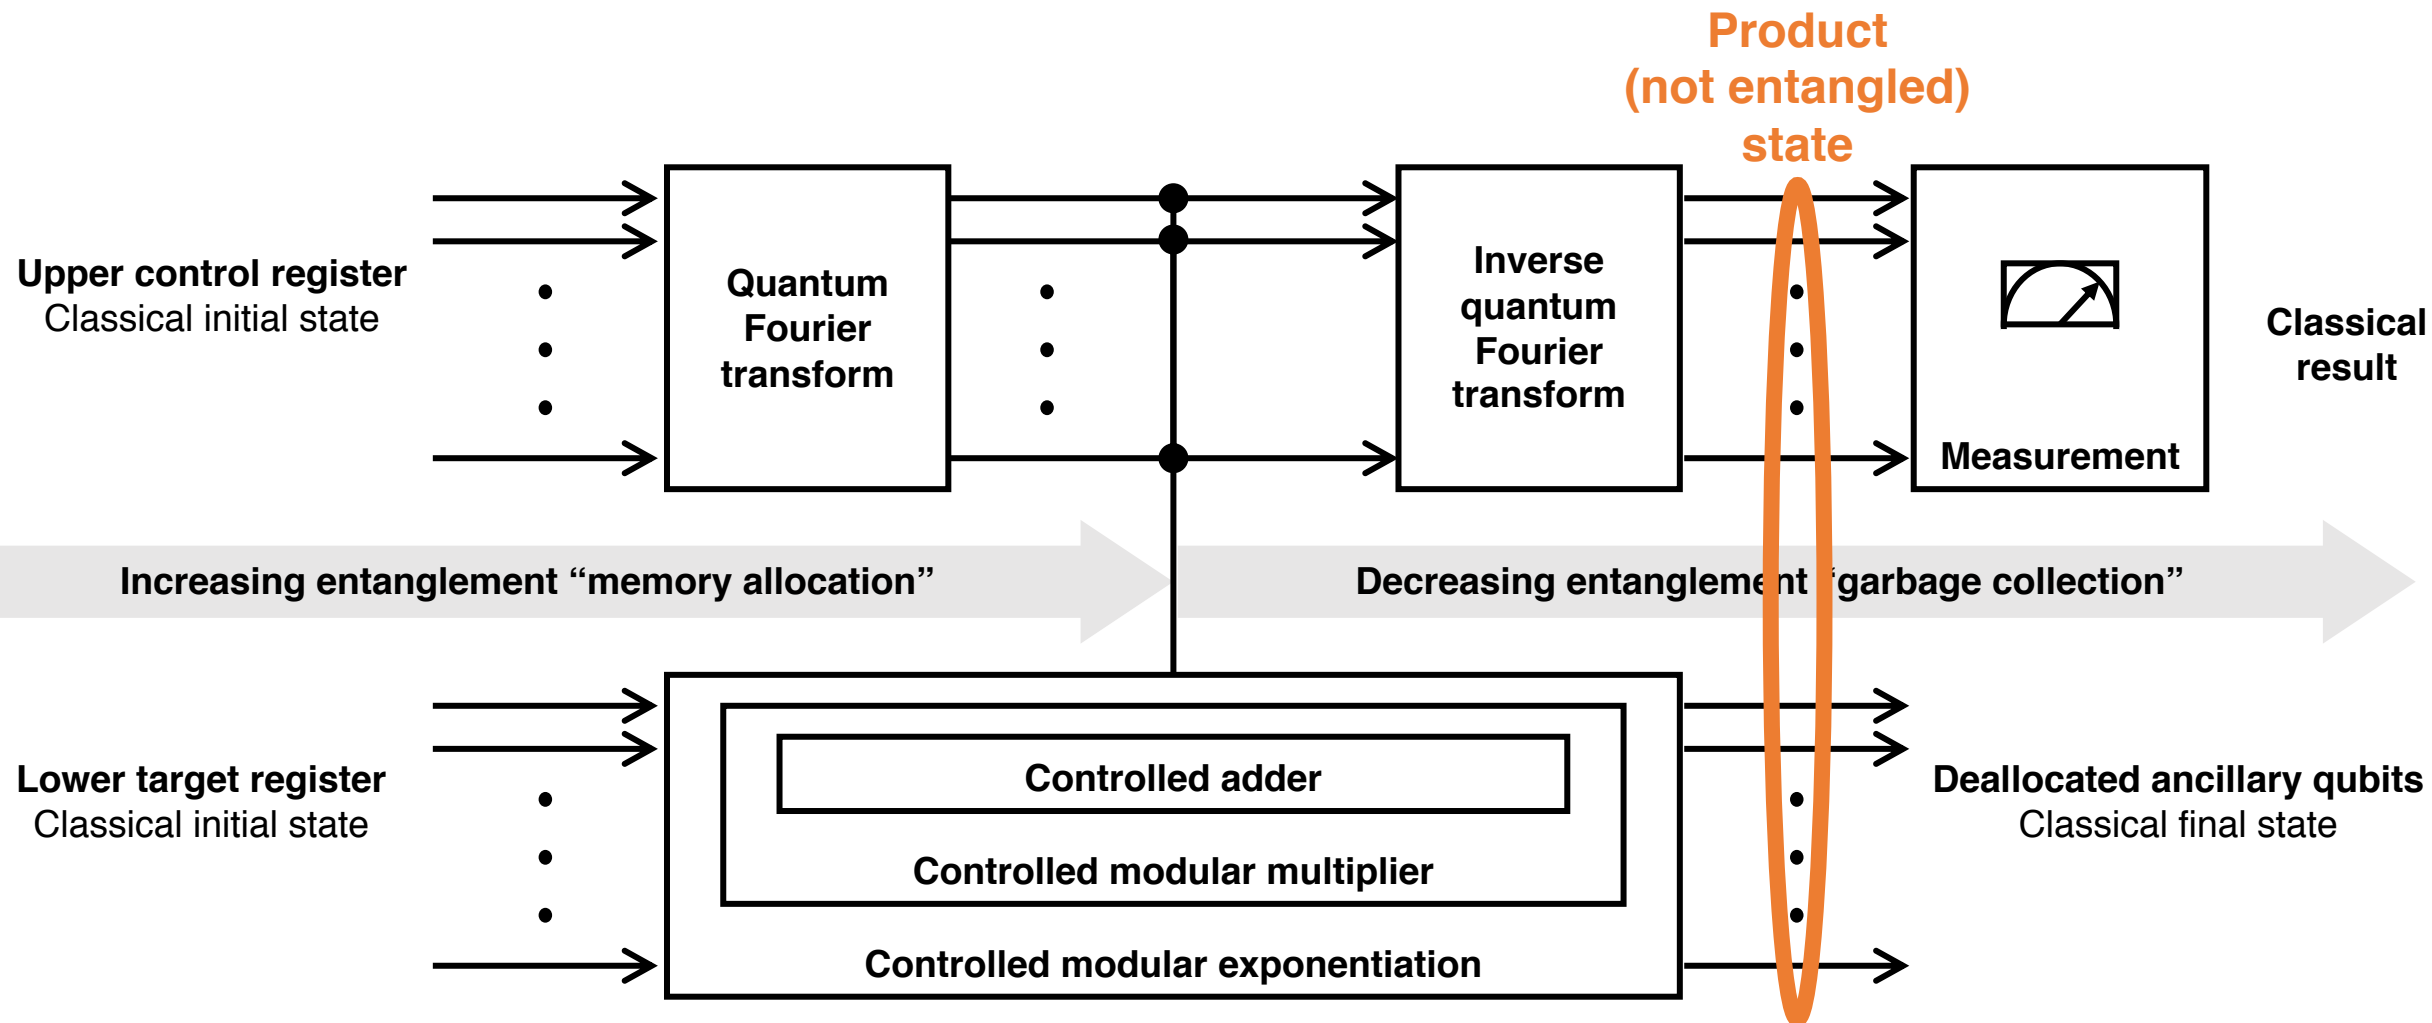 Product
(not entangled)
state
Upper control register
Classical initial state
Quantum
Fourier
transform
Inverse
quantum
Fourier
transform
Measurement
Classical
result
Increasing entanglement “memory allocation”
Decreasing entanglement “garbage collection”
Lower target register
Classical initial state
Controlled adder
Controlled modular multiplier
Controlled modular exponentiation
Deallocated ancillary qubits
Classical final state